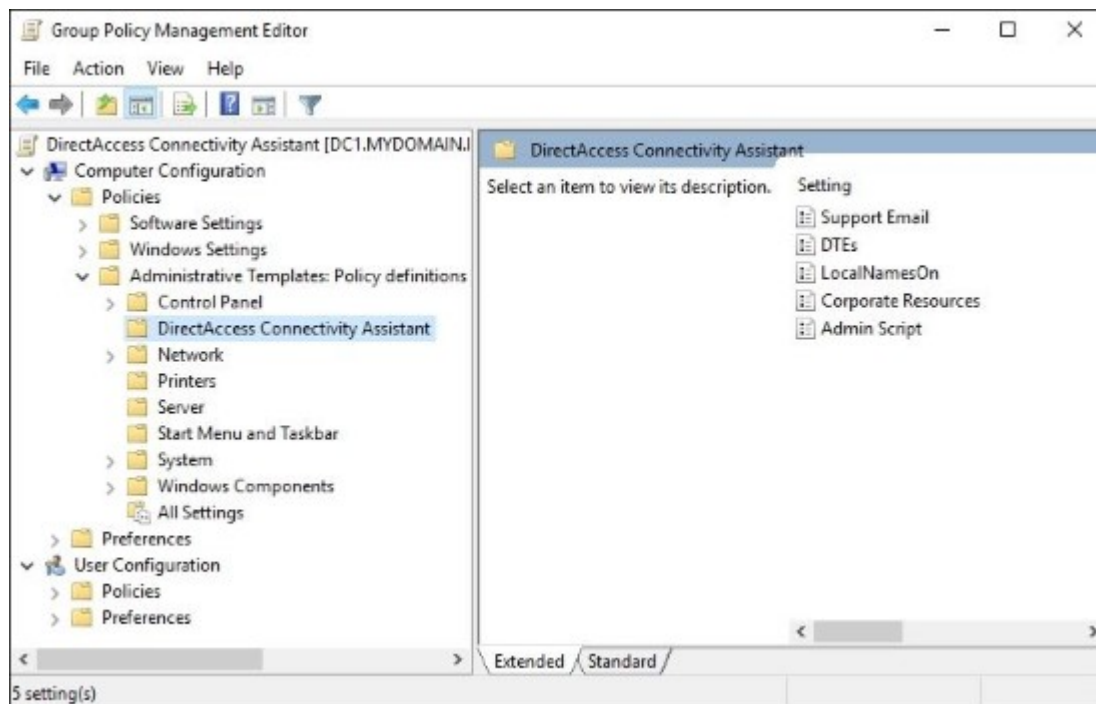 Group Policy Management Editor
File Action View Help
DirectAccess Connectivity Assistant [DC1.MYDOMAIN.
Computer Configuration
Policies
Software Settings
Windows Settings
Administrative Templates: Policy definitions
Control Panel
DirectAccess Connectivity Assistant
Network
Printers
Server
Start Menu and Taskbar
System
Windows Components
All Settings
Preferences
User Configuration
Policies
Preferences
DirectAccess Connectivity Assistant
Select an item to view its description.
Setting
Support Email
DTEs
LocalNamesOn
Corporate Resources
Admin Script
Extended Standard
5 setting(s)